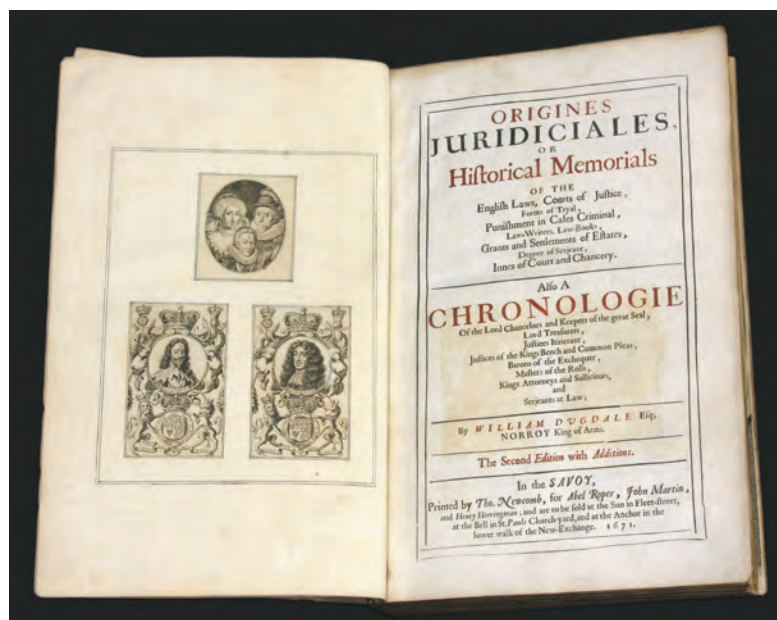 ORIGINES
JURIDICIALES,
OR
Hiſtorical Memorials
OF THE
Engliſh Laws, Courts of Juſtice,
Forms of Tryal,
Puniſhment in Caſes Criminal,
Law-Writers, Law-Books,
Grants and Settlements of Eſtates,
Degree of Serjeant,
Innes of Court and Chancery.
Alſo A
CHRONOLOGIE
Of the Lord Chancelors and Keepers of the great Seal,
Lord Treaſurers,
Juſtices Itinerant,
Juſtices of the Kings Bench and Common Pleas,
Barons of the Exchequer,
Maſters of the Rolls,
Kings Attorneys and Sollicitors,
and
Serjeants at Law;
By WILLIAM DUGDALE Eſq;
NORROY King of Arms.
The Second Edition with Additions.
In the SAVOY,
Printed by Tho. Newcomb, for Abel Roper, John Martin,
and Henry Herringman; and are to be ſold at the Sun in Fleet-ſtreet,
at the Bell in St. Pauls Church-yard, and at the Anchor in the
lower walk of the New-Exchange. 1671.